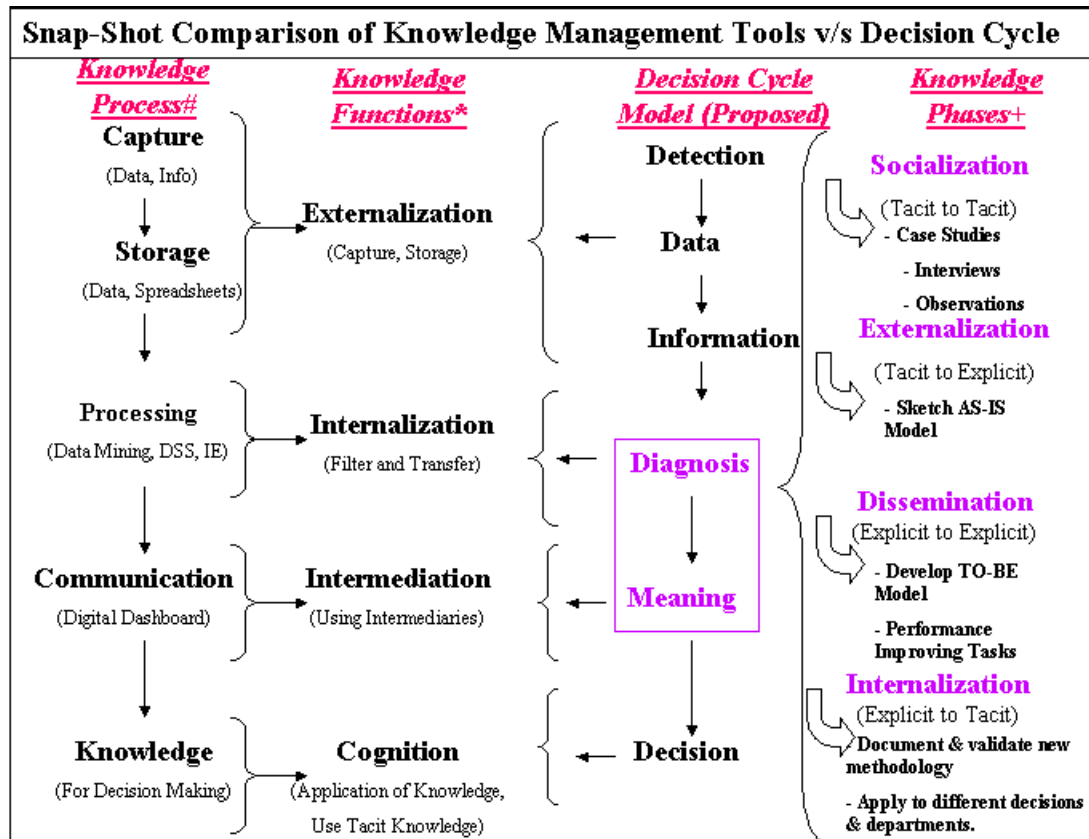 Snap-Shot Comparison of Knowledge Management Tools v/s Decision Cycle
Knowledge
Process#
Capture
(Data, Info)
Storage
(Data, Spreadsheets)
Processing
(Data Mining, DSS, IE)
Communication
(Digital Dashboard)
Knowledge
(For Decision Making)
Knowledge
Functions*
Externalization
(Capture, Storage)
Internalization
(Filter and Transfer)
Intermediation
(Using Intermediaries)
Cognition
(Application of Knowledge,
Use Tacit Knowledge)
Decision Cycle
Model (Proposed)
Detection
Data
Information
Diagnosis
Meaning
Decision
Knowledge
Phases+
Socialization
(Tacit to Tacit)
- Case Studies
- Interviews
- Observations
Externalization
(Tacit to Explicit)
- Sketch AS-IS
Model
Dissemination
(Explicit to Explicit)
- Develop TO-BE
Model
- Performance
Improving Tasks
Internalization
(Explicit to Tacit)
Document & validate new
methodology
- Apply to different decisions
& departments.